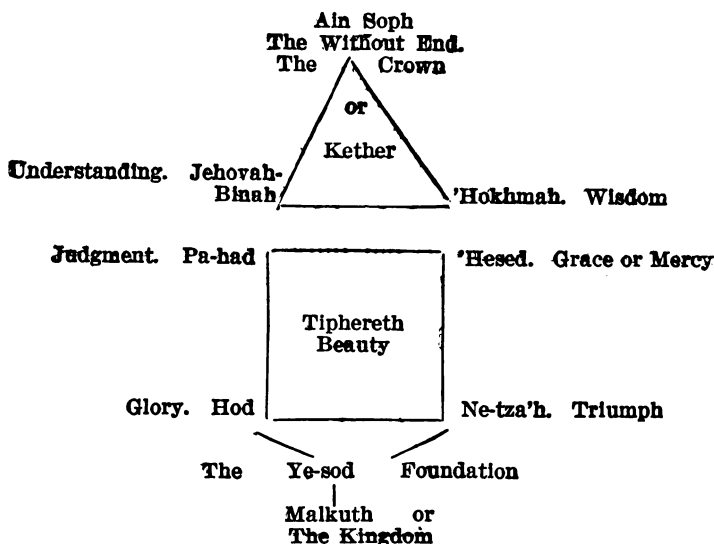 Ain Soph
The Without End.
The Crown
or
Kether
Understanding. Jehovah-
Binah
'Hokhmah. Wisdom
Judgment. Pa-had
'Hesed. Grace or Mercy
Tiphereth
Beauty
Glory. Hod
Ne-tza'h. Triumph
The Ye-sod Foundation
Malkuth or
The Kingdom